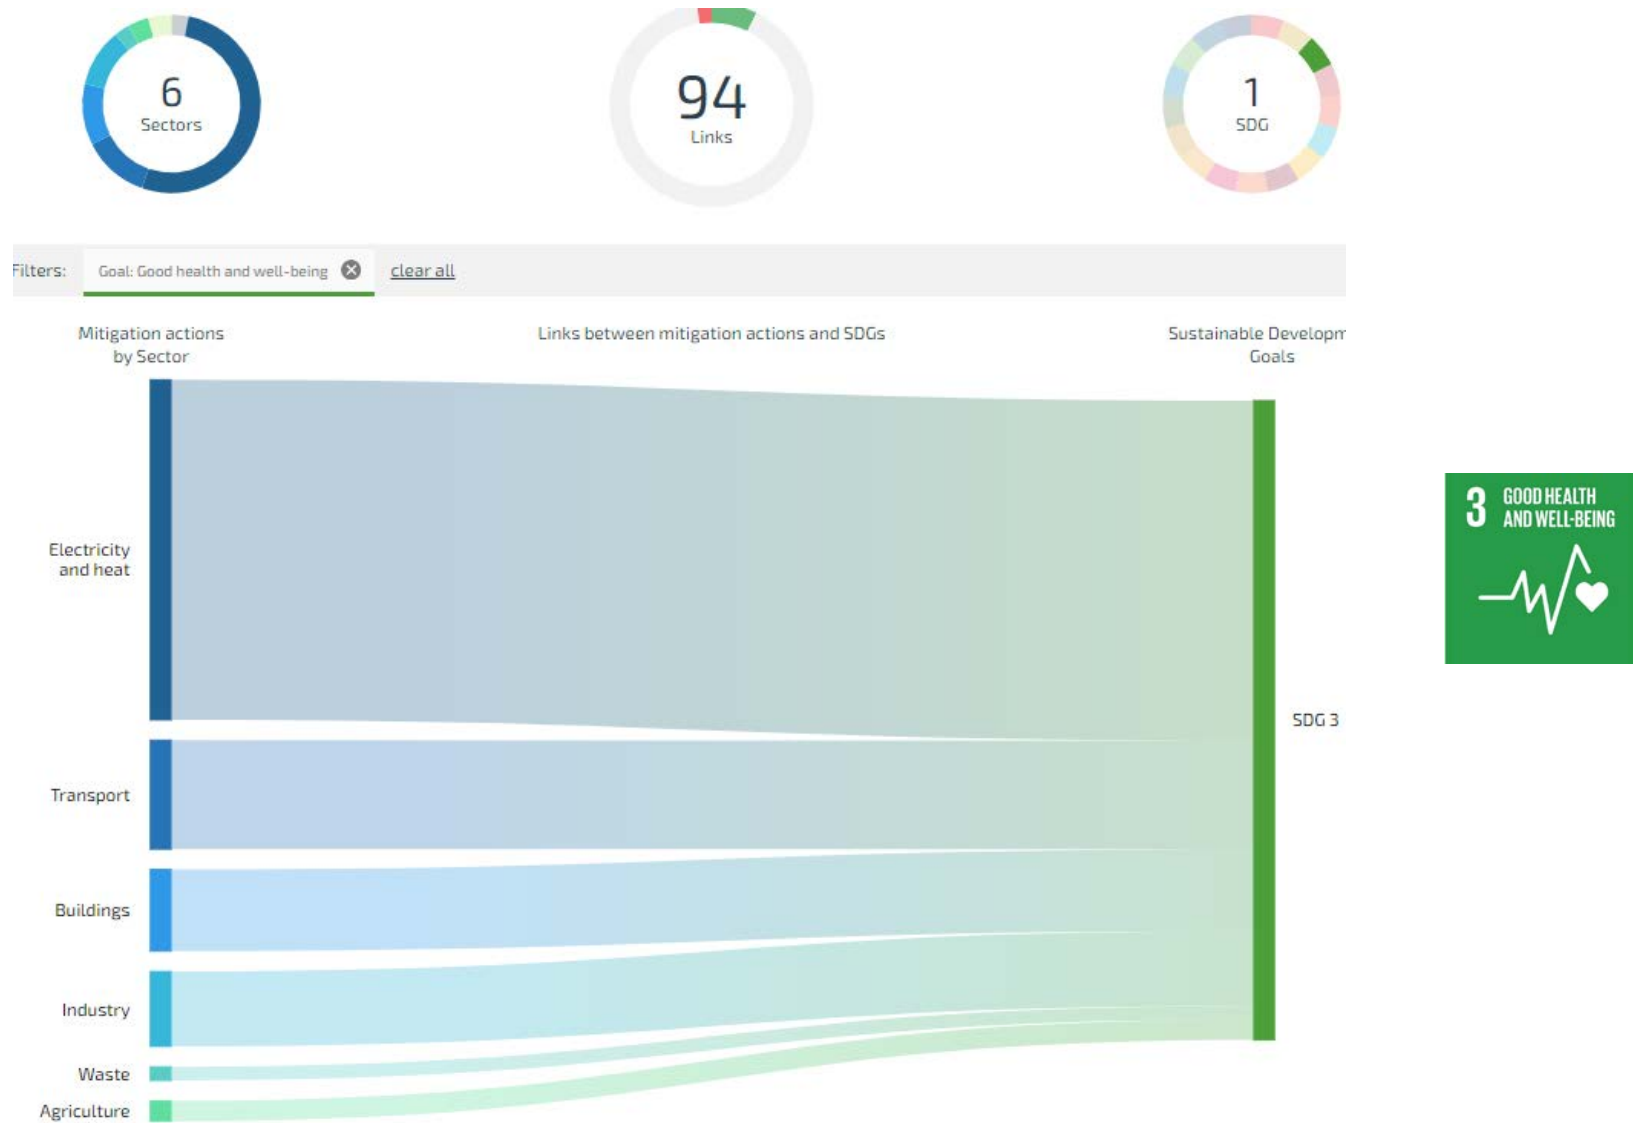 6
Sectors
94
Links
1
SDG
Filters:
Goal: Good health and well-being
clear all
Mitigation actions
by Sector
Links between mitigation actions and SDGs
Sustainable Developm
Goals
Electricity
and heat
Transport
Buildings
Industry
Waste
Agriculture
SDG 3
3 GOOD HEALTH
AND WELL-BEING